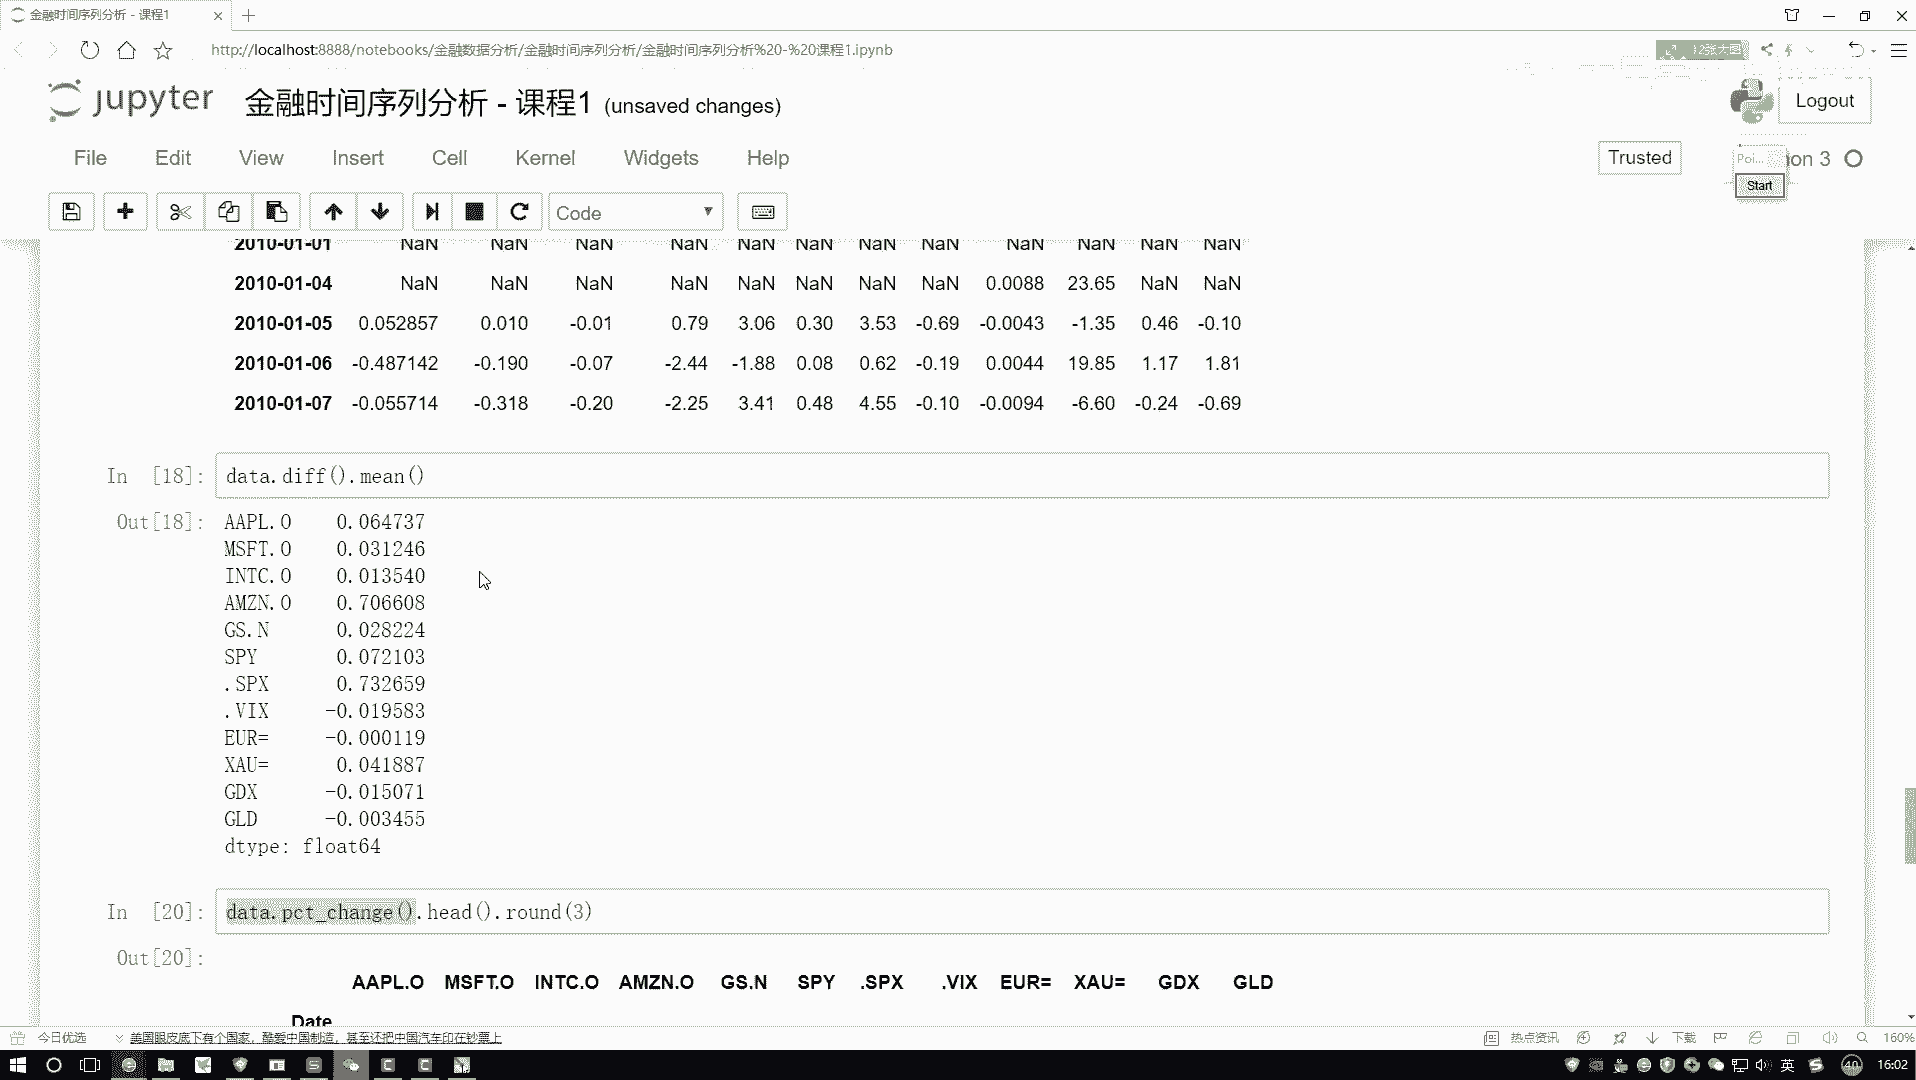 金融时间序列分析 - 课程1
http://localhost:8888/notebooks/金融数据分析/金融时间序列分析/金融时间序列分析%20-%20课程1.ipynb
12张大图
jupyter 金融时间序列分析 - 课程1 (unsaved changes)
Logout
File Edit View Insert Cell Kernel Widgets Help
Trusted
Poi... on 3
Start
Code
2010-01-01 NaN NaN NaN NaN NaN NaN NaN NaN NaN NaN NaN NaN
2010-01-04 NaN NaN NaN NaN NaN NaN NaN NaN 0.0088 23.65 NaN NaN
2010-01-05 0.052857 0.010 -0.01 0.79 3.06 0.30 3.53 -0.69 -0.0043 -1.35 0.46 -0.10
2010-01-06 -0.487142 -0.190 -0.07 -2.44 -1.88 0.08 0.62 -0.19 0.0044 19.85 1.17 1.81
2010-01-07 -0.055714 -0.318 -0.20 -2.25 3.41 0.48 4.55 -0.10 -0.0094 -6.60 -0.24 -0.69
In [18]: data.diff().mean()
Out[18]: AAPL.O 0.064737
MSFT.O 0.031246
INTC.O 0.013540
AMZN.O 0.706608
GS.N 0.028224
SPY 0.072103
.SPX 0.732659
.VIX -0.019583
EUR= -0.000119
XAU= 0.041887
GDX -0.015071
GLD -0.003455
dtype: float64
In [20]: data.pct_change().head().round(3)
Out[20]:
AAPL.O MSFT.O INTC.O AMZN.O GS.N SPY .SPX .VIX EUR= XAU= GDX GLD
Date
今日优选 美国眼皮底下有个国家，酷爱中国制造，甚至还把中国汽车印在钞票上
热点资讯 下载 160%
英 40 16:02